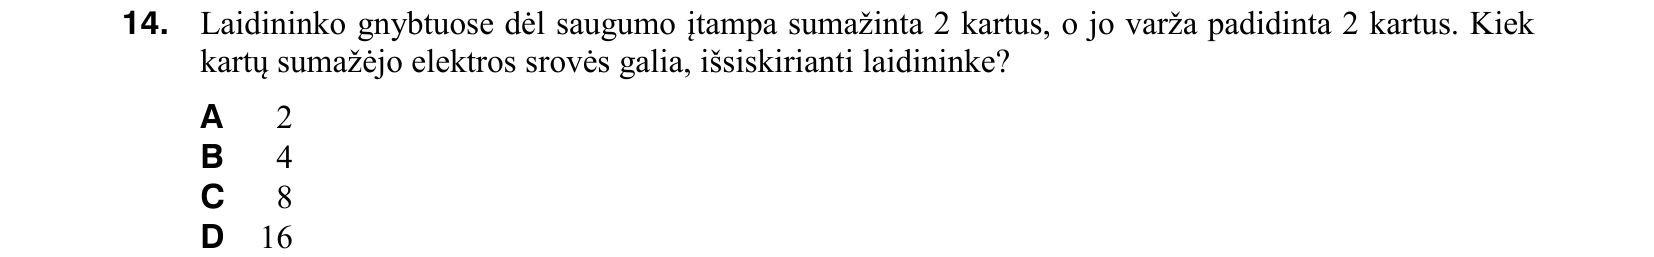 14. Laidininko gnybtuose dėl saugumo įtampa sumažinta 2 kartus, o jo varža padidinta 2 kartus. Kiek
kartų sumažėjo elektros srovės galia, išsiskirianti laidininke?
A 2
B 4
C 8
D 16